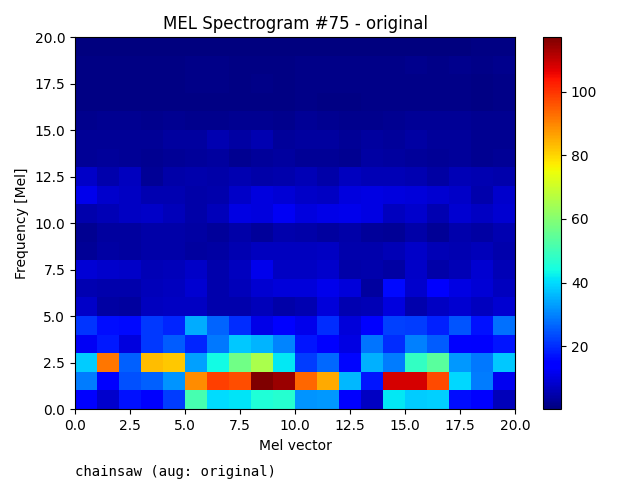 MEL Spectrogram #75 - original
20.0
17.5
15.0
12.5
10.0
7.5
5.0
2.5
0.0
Frequency [Mel]
0.0 2.5 5.0 7.5 10.0 12.5 15.0 17.5 20.0
Mel vector
100
80
60
40
20
chainsaw (aug: original)